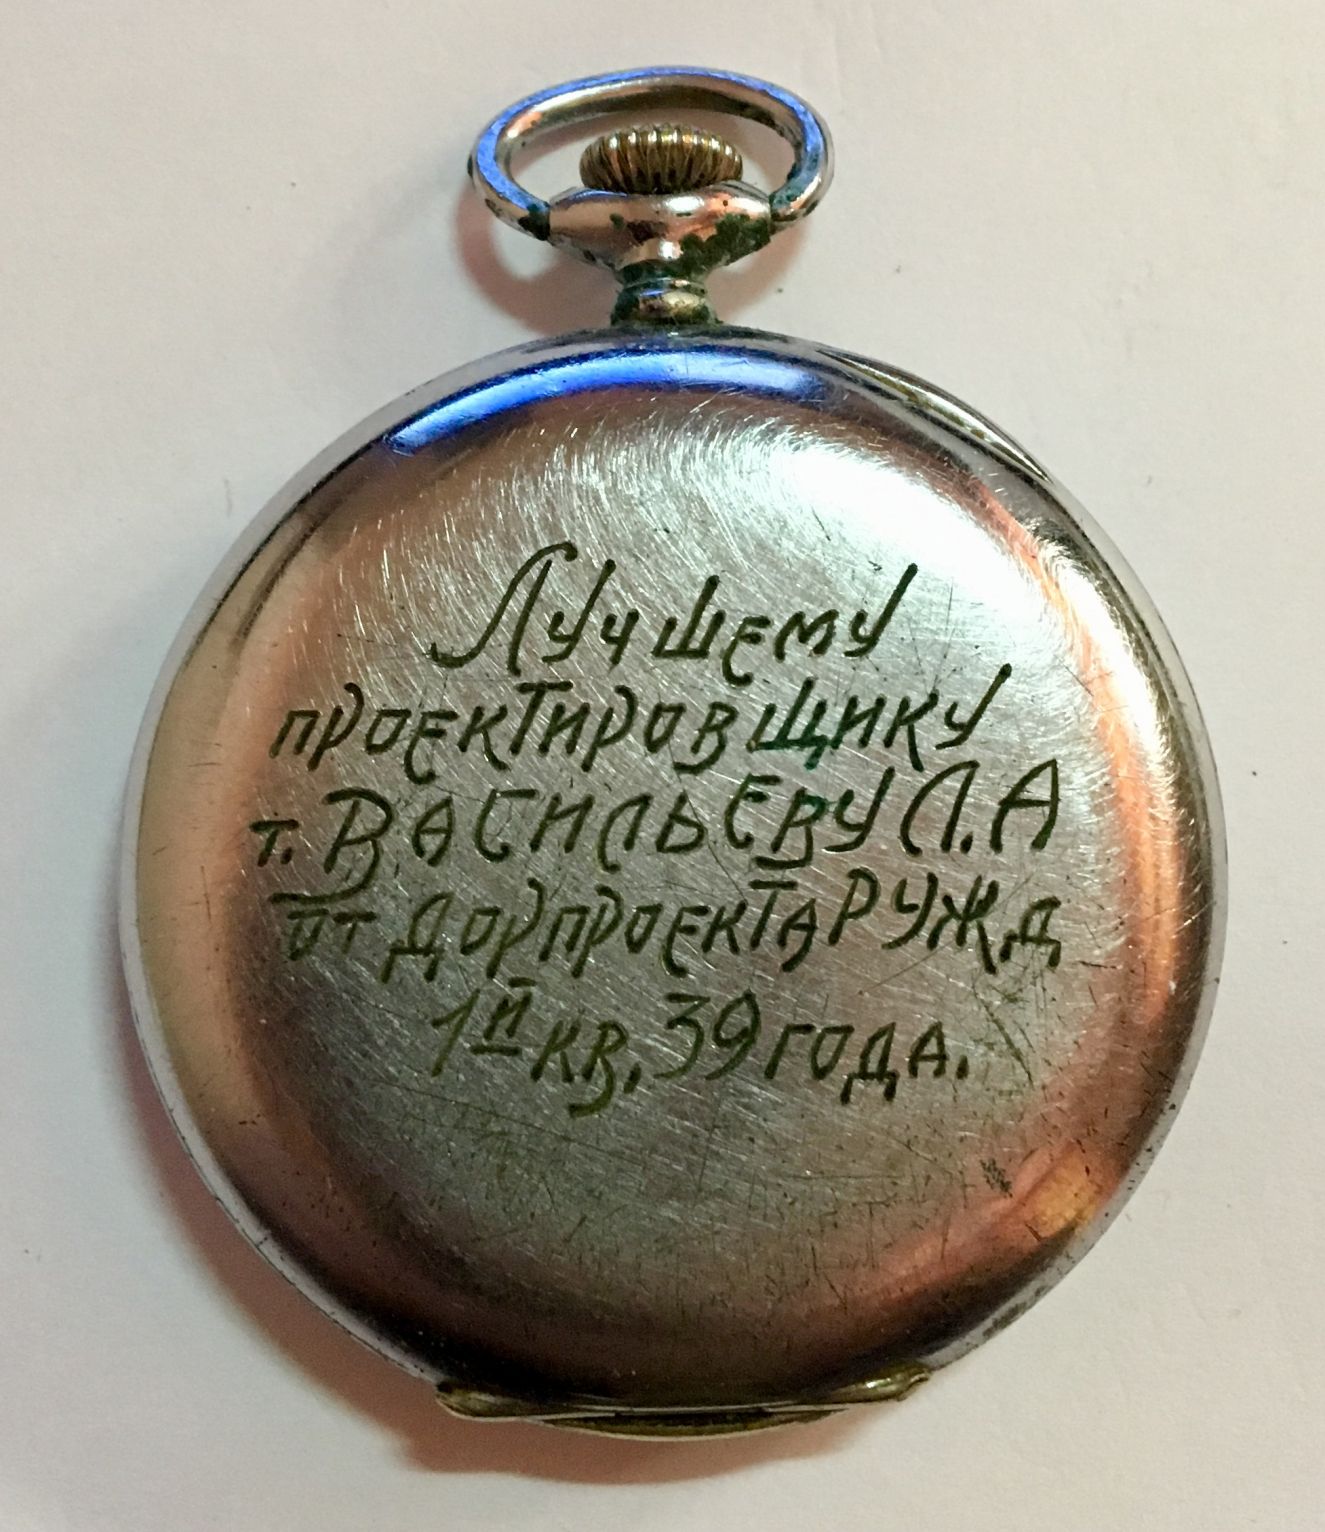 Лучшему
проектировщику
т. Васильеву Л.А
от Дорпроекта РУЖД
1й кв. 39 года.